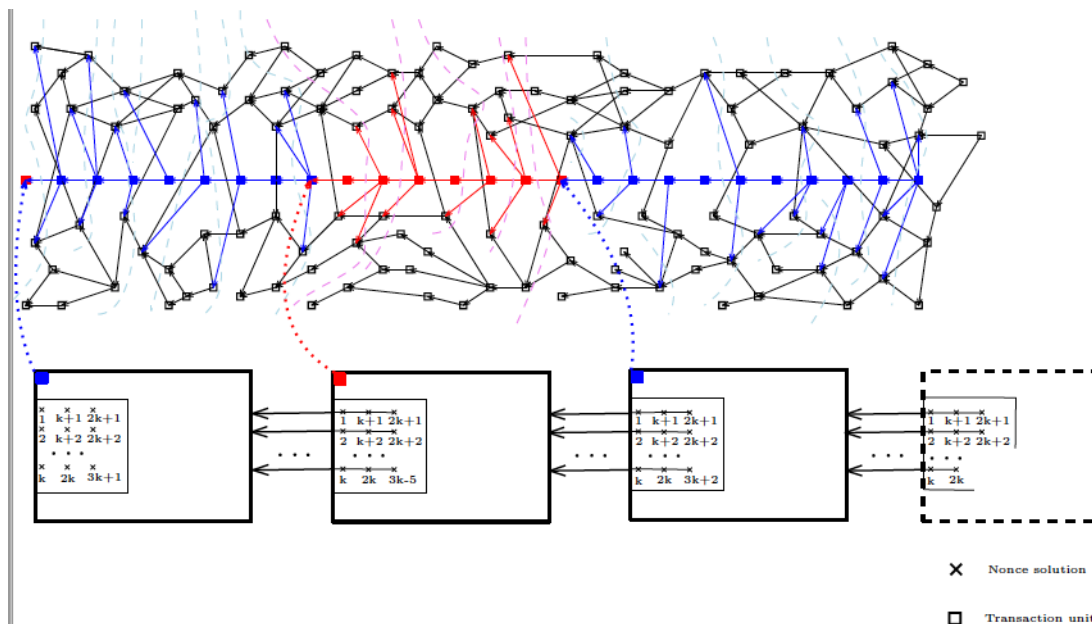 1 k+1 2k+1
2 k+2 2k+2
. . .
k 2k 3k+1
1 k+1 2k+1
2 k+2 2k+2
. . .
k 2k 3k-5
. . .
1 k+1 2k+1
2 k+2 2k+2
. . .
k 2k 3k+2
. . .
1 k+1 2k+1
2 k+2 2k+2
. . .
k 2k
. . .
Nonce solution
Transaction unit